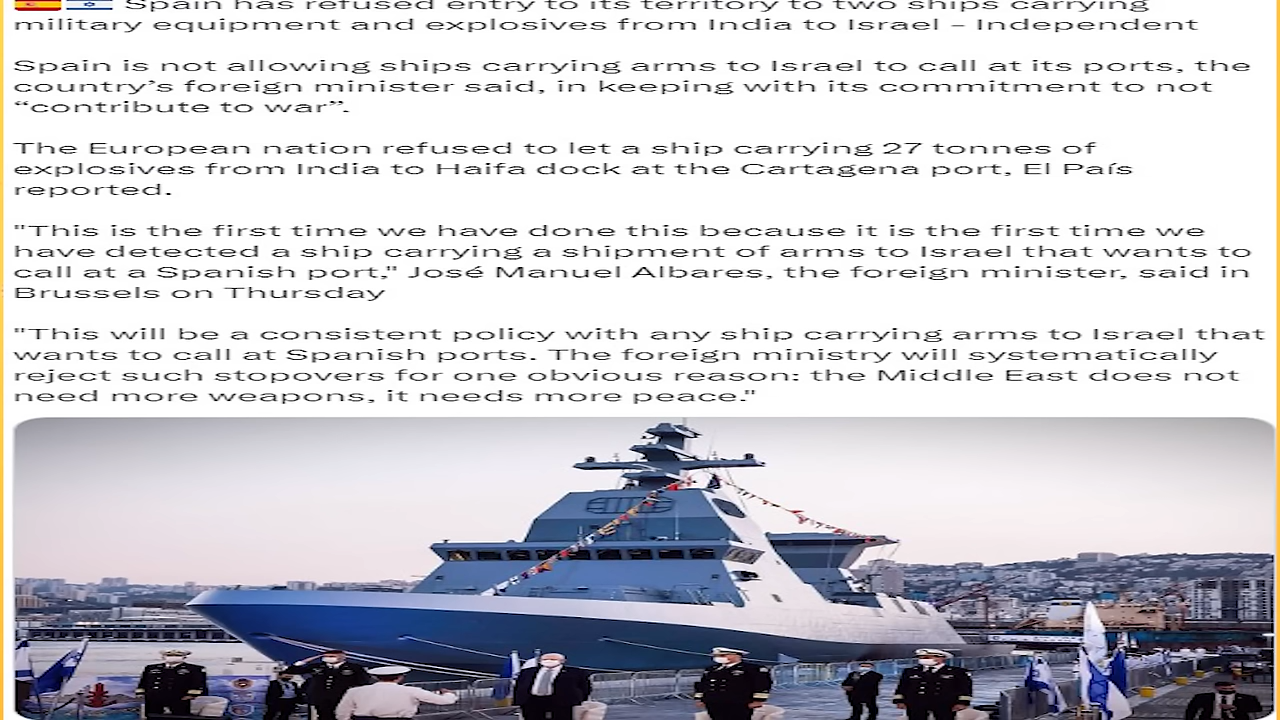 Spain has refused entry to its territory to two ships carrying
military equipment and explosives from India to Israel – Independent
Spain is not allowing ships carrying arms to Israel to call at its ports, the
country’s foreign minister said, in keeping with its commitment to not
“contribute to war”.
The European nation refused to let a ship carrying 27 tonnes of
explosives from India to Haifa dock at the Cartagena port, El País
reported.
"This is the first time we have done this because it is the first time we
have detected a ship carrying a shipment of arms to Israel that wants to
call at a Spanish port," José Manuel Albares, the foreign minister, said in
Brussels on Thursday
"This will be a consistent policy with any ship carrying arms to Israel that
wants to call at Spanish ports. The foreign ministry will systematically
reject such stopovers for one obvious reason: the Middle East does not
need more weapons, it needs more peace."